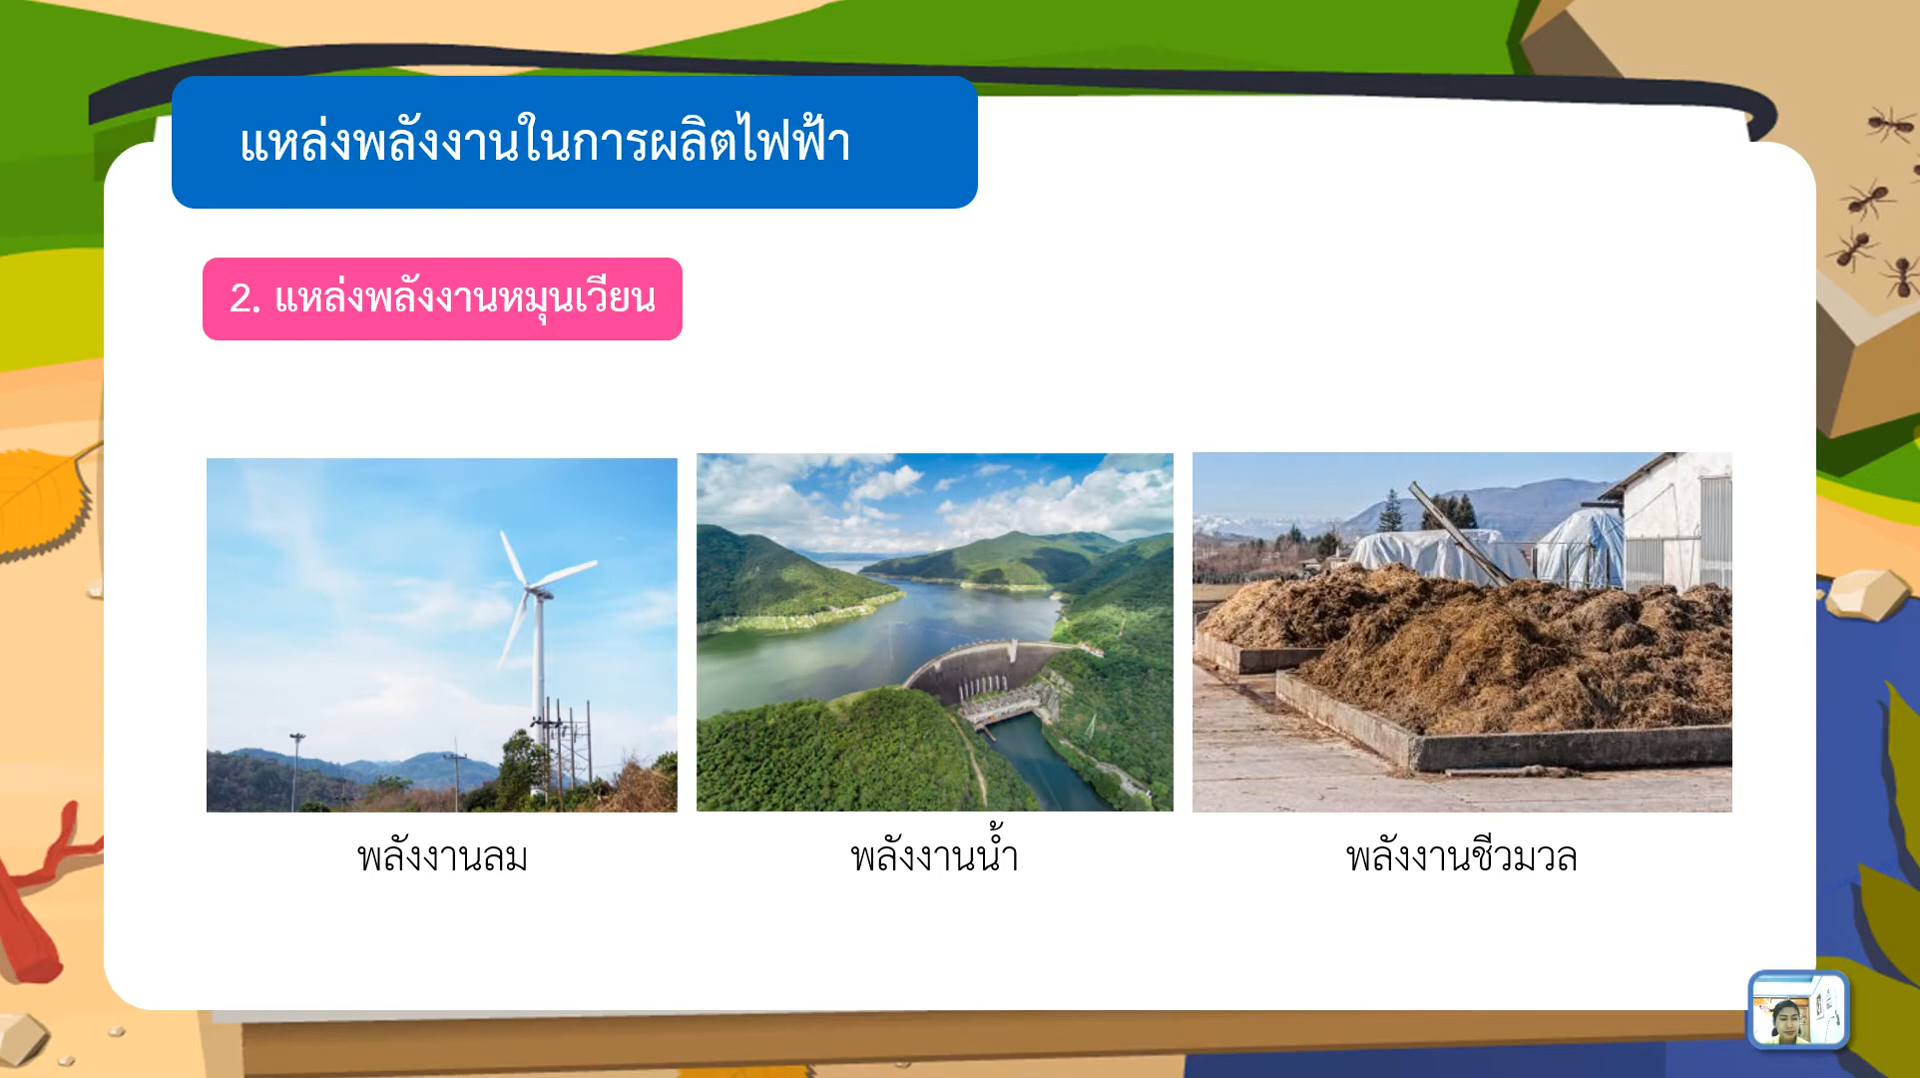 แหล่งพลังงานในการผลิตไฟฟ้า
2. แหล่งพลังงานหมุนเวียน
พลังงานลม
พลังงานน้ำ
พลังงานชีวมวล